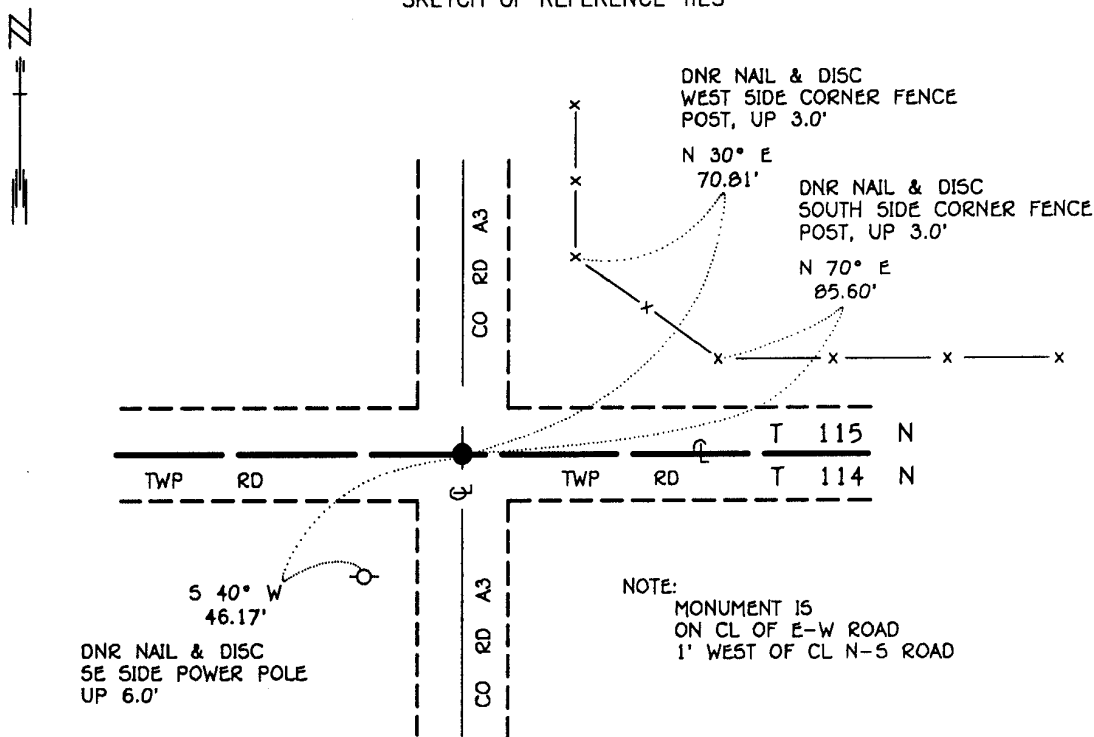 SKETCH OF REFERENCE TIES
N
DNR NAIL & DISC
WEST SIDE CORNER FENCE
POST, UP 3.0'
N 30° E
70.81'
DNR NAIL & DISC
SOUTH SIDE CORNER FENCE
POST, UP 3.0'
N 70° E
85.60'
CO RD A3
T 115 N
TWP RD
TWP RD
T 114 N
S 40° W
46.17'
DNR NAIL & DISC
SE SIDE POWER POLE
UP 6.0'
CO RD A3
NOTE:
MONUMENT IS
ON CL OF E-W ROAD
1' WEST OF CL N-S ROAD